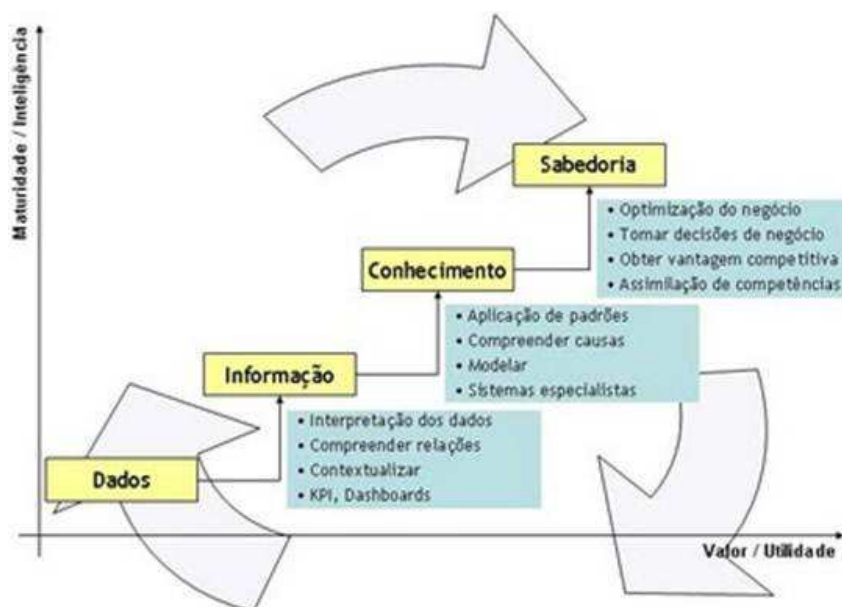 Maturidade / Inteligência
Sabedoria
• Optimização do negócio
• Tomar decisões de negócio
• Obter vantagem competitiva
• Assimilação de competências
Conhecimento
• Aplicação de padrões
• Compreender causas
• Modelar
• Sistemas especialistas
Informação
• Interpretação dos dados
• Compreender relações
• Contextualizar
• KPI, Dashboards
Dados
Valor / Utilidade